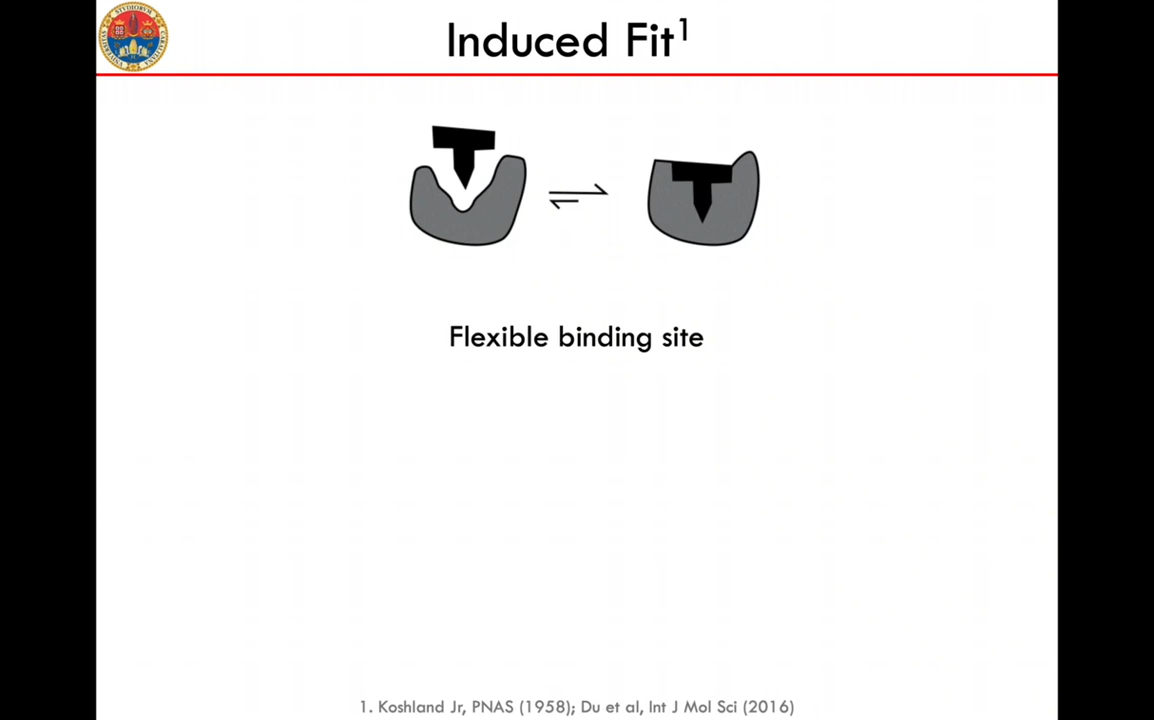 Induced Fit¹
Flexible binding site
1. Koshland Jr, PNAS (1958); Du et al, Int J Mol Sci (2016)